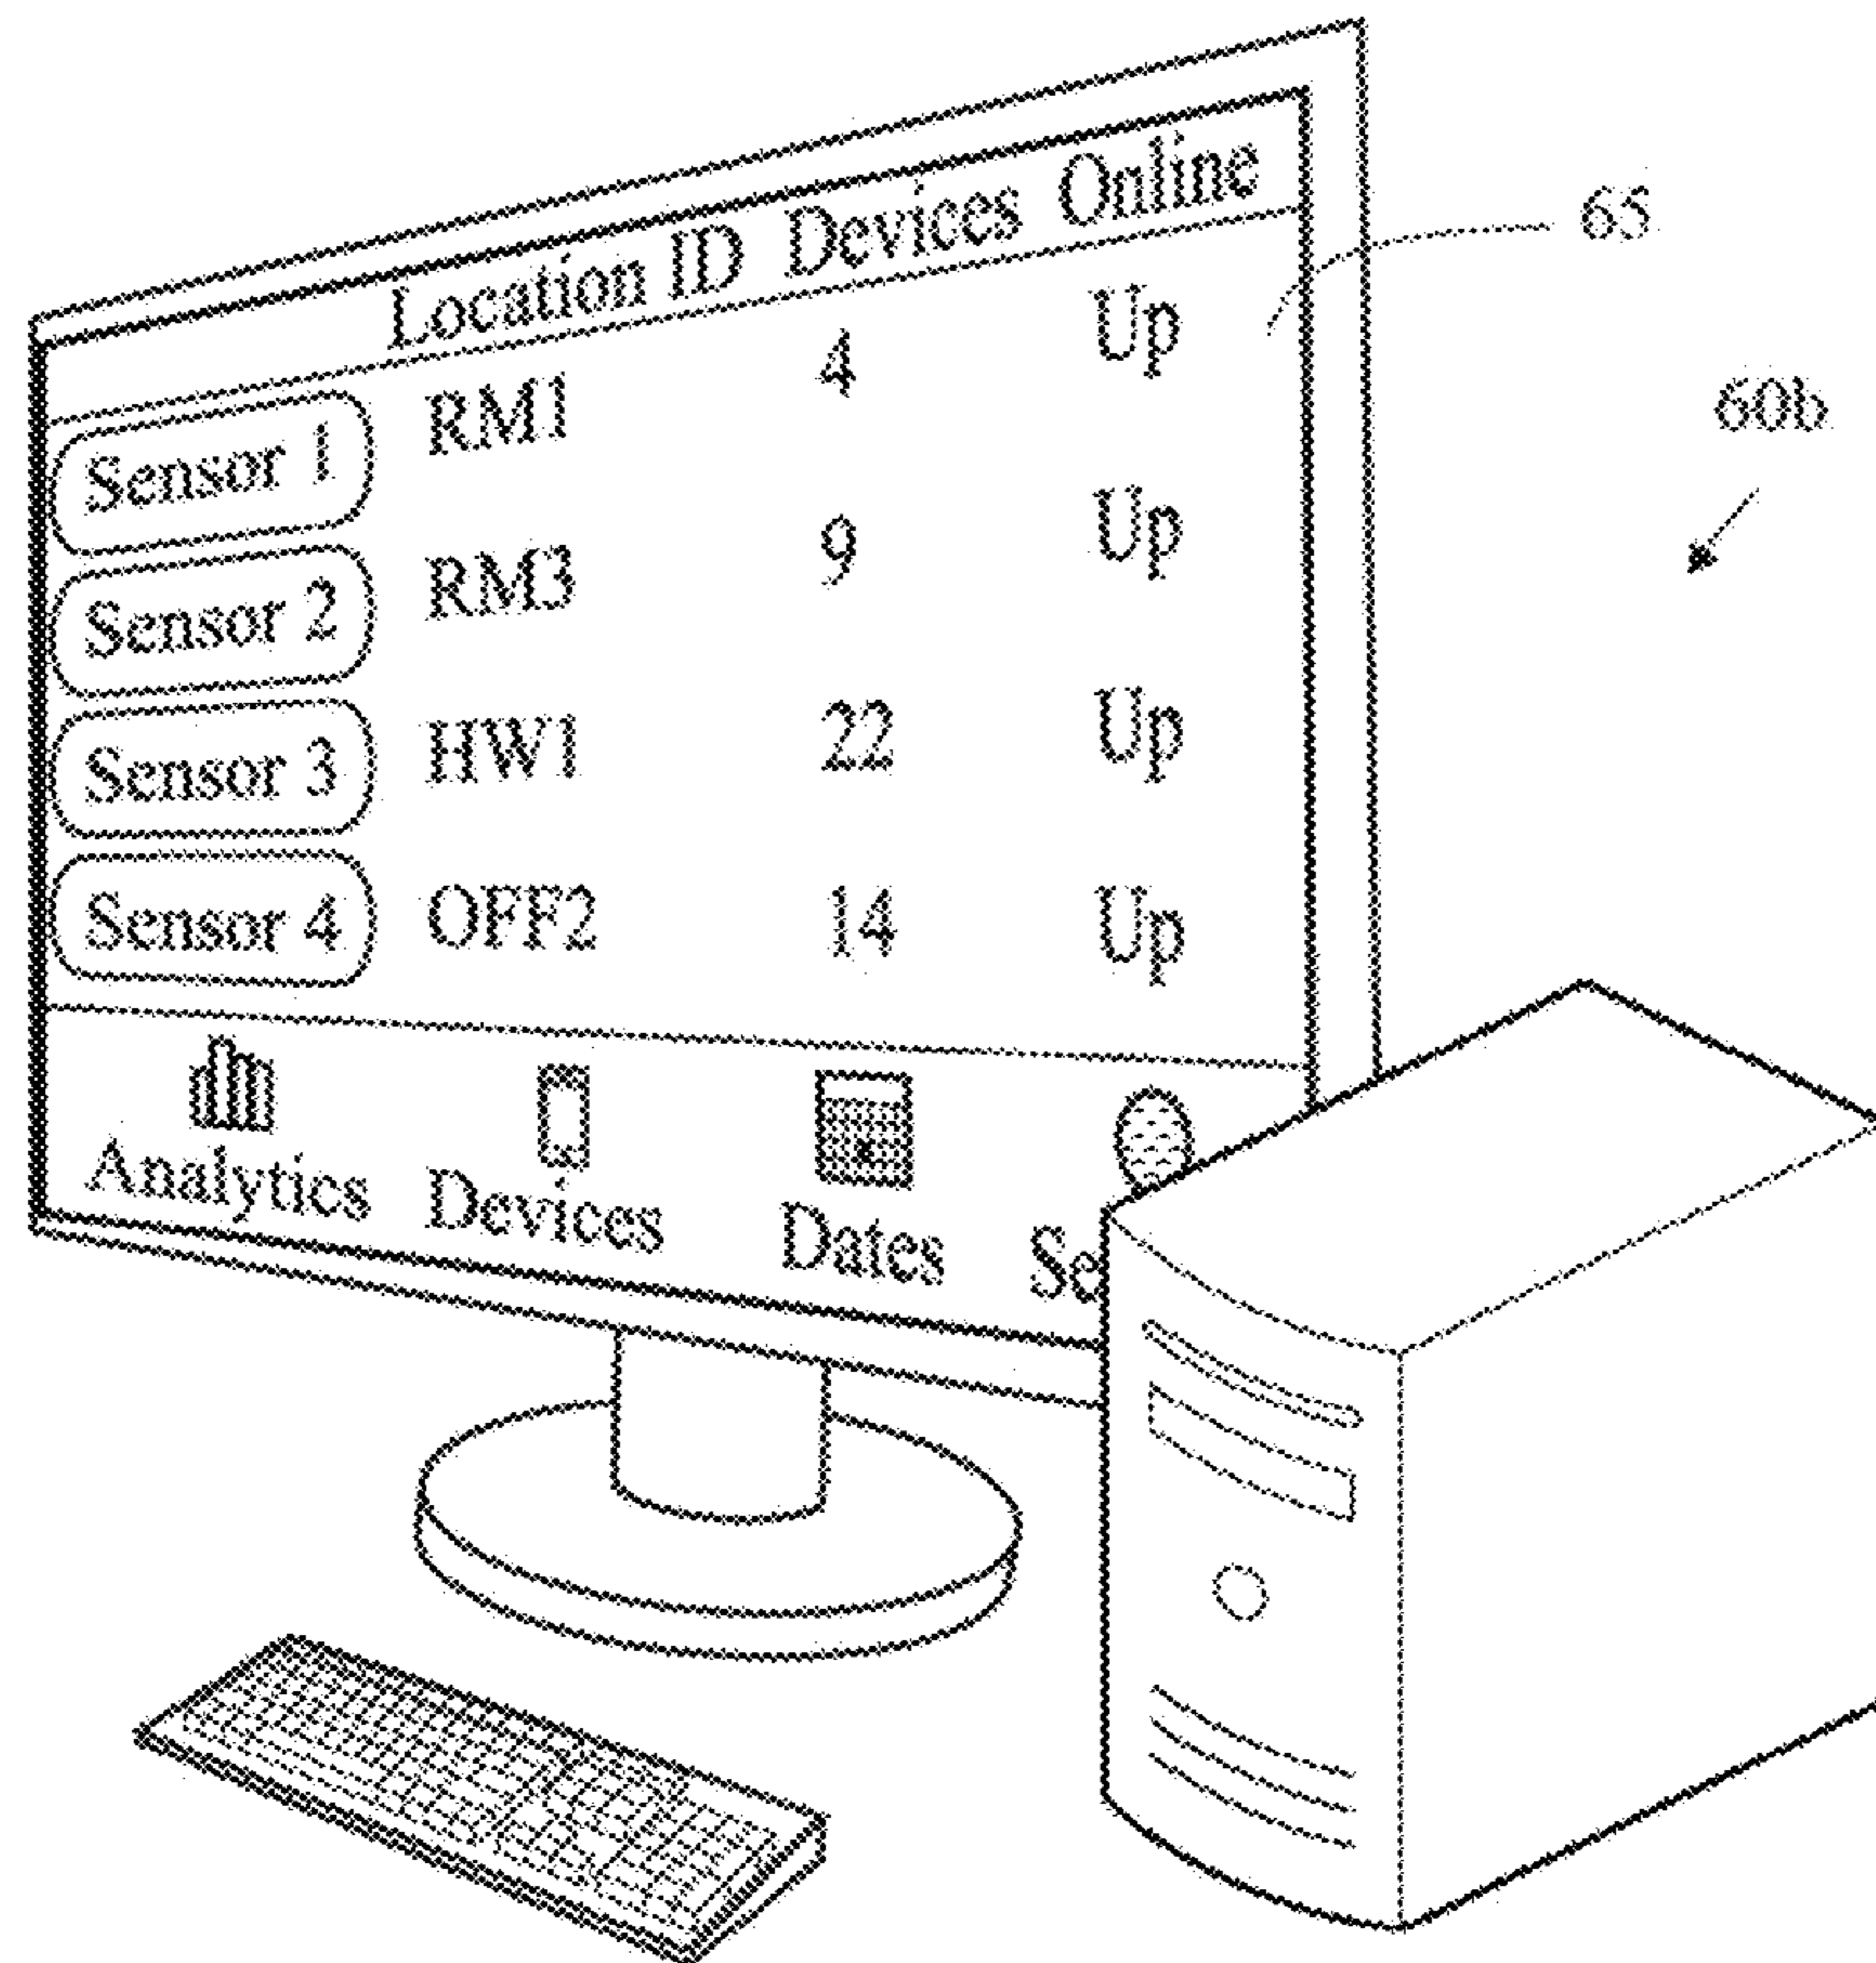 Location ID Devices Online
Sensor 1 RM1 4 Up
Sensor 2 RM3 9 Up
Sensor 3 HW1 22 Up
Sensor 4 OFF2 14 Up
Analytics Devices Dates Se
65
60b